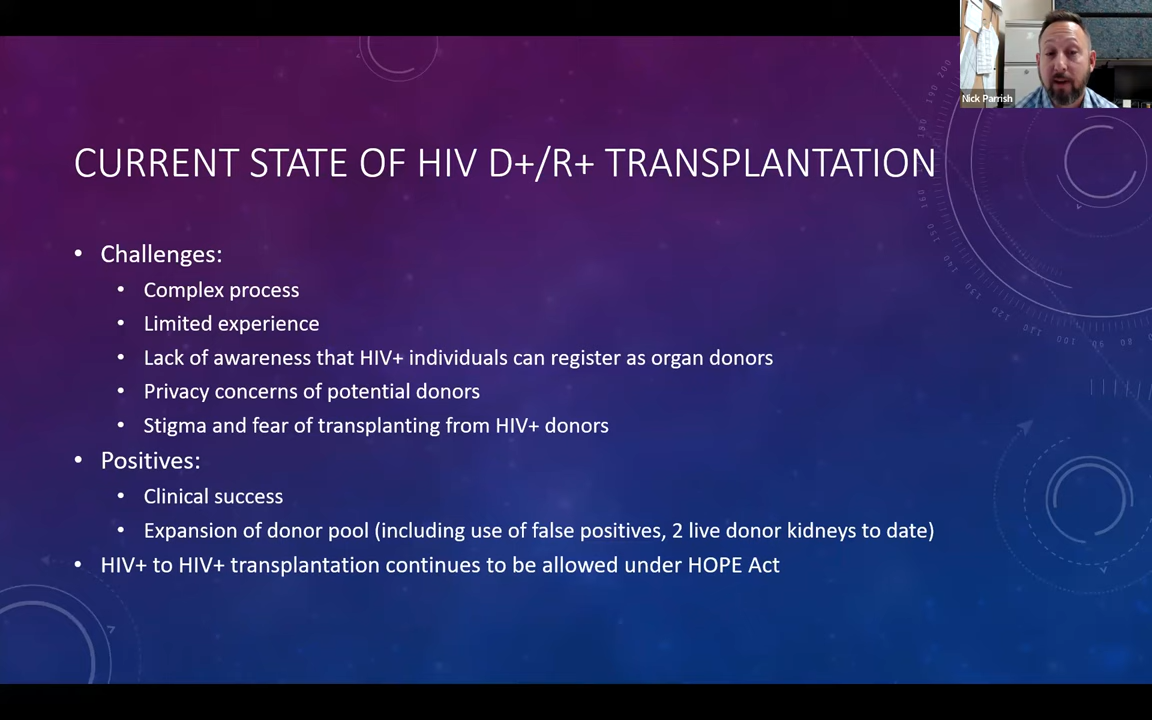 Nick Parrish
CURRENT STATE OF HIV D+/R+ TRANSPLANTATION
• Challenges:
• Complex process
• Limited experience
• Lack of awareness that HIV+ individuals can register as organ donors
• Privacy concerns of potential donors
• Stigma and fear of transplanting from HIV+ donors
• Positives:
• Clinical success
• Expansion of donor pool (including use of false positives, 2 live donor kidneys to date)
• HIV+ to HIV+ transplantation continues to be allowed under HOPE Act